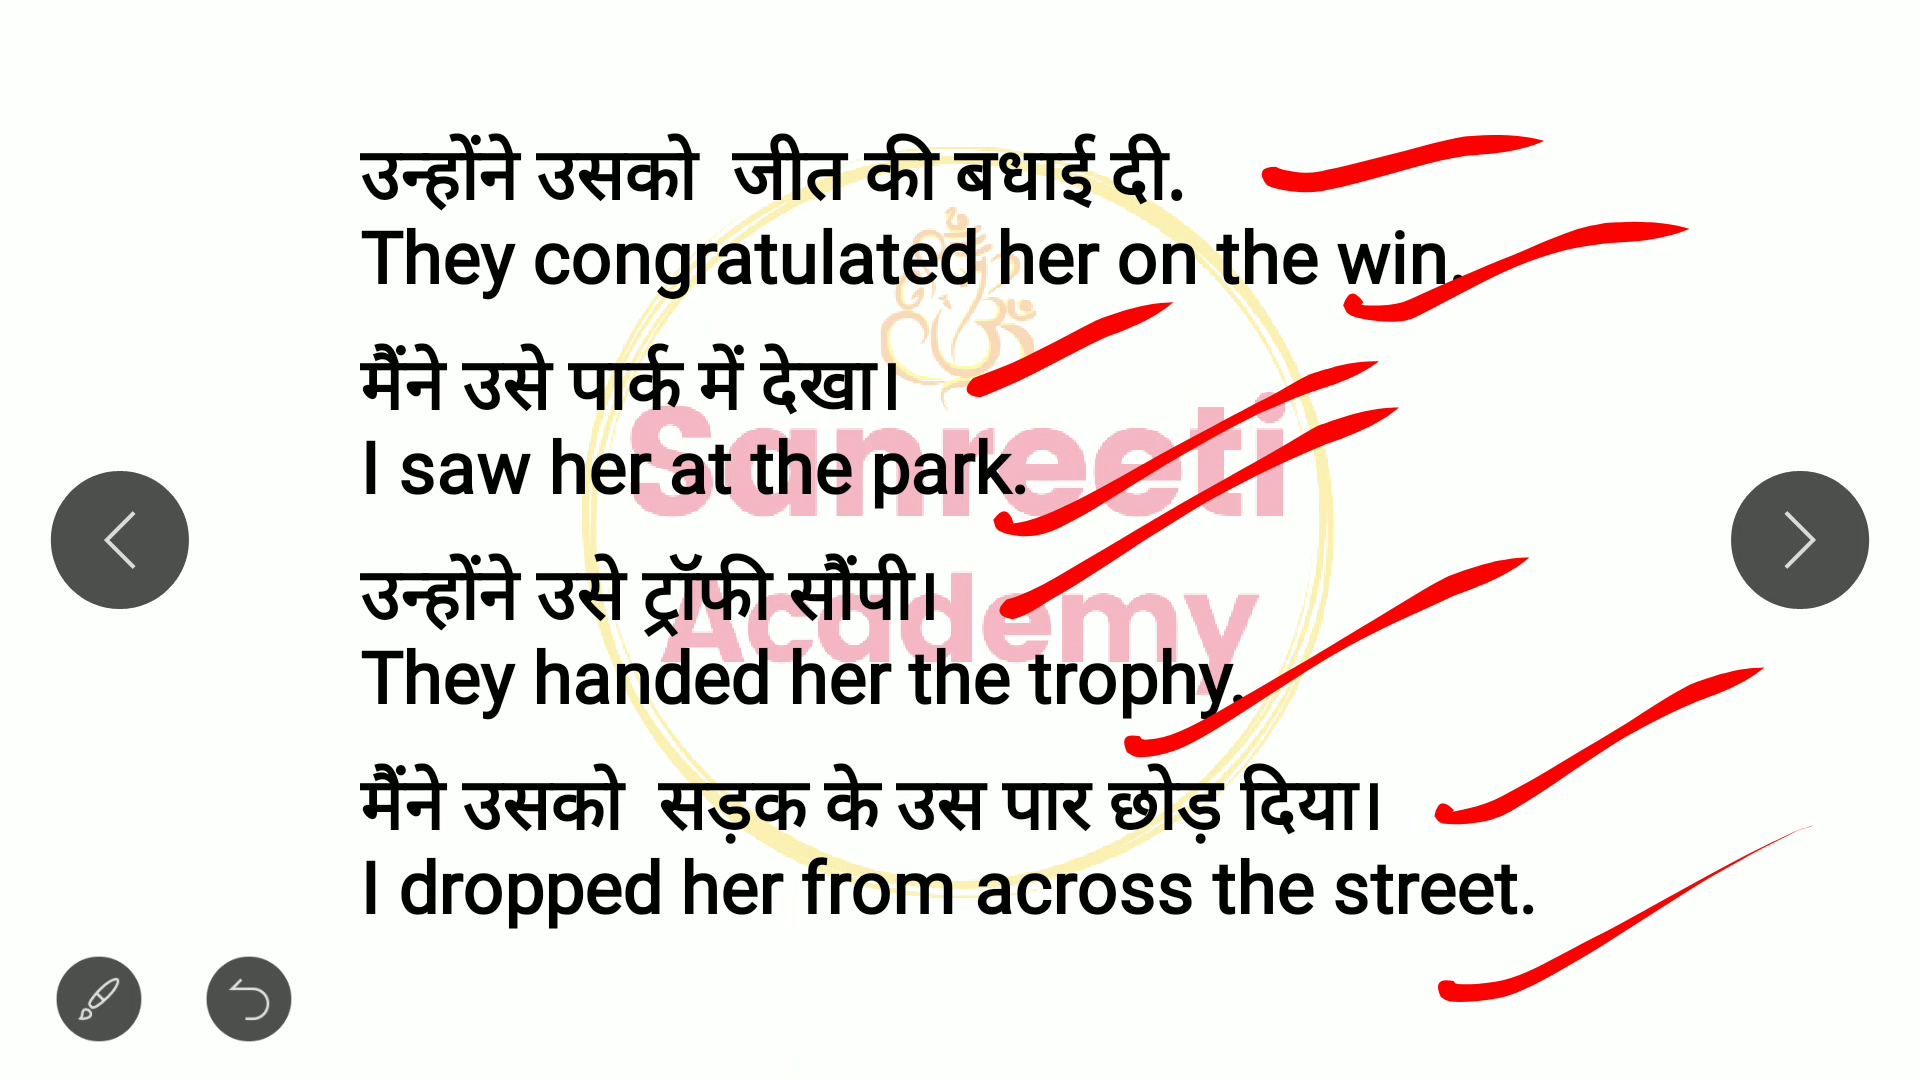 उन्होंने उसको  जीत की बधाई दी.
They congratulated her on the win.
मैंने उसे पार्क में देखा।
I saw her at the park.
उन्होंने उसे ट्रॉफी सौंपी।
They handed her the trophy.
मैंने उसको  सड़क के उस पार छोड़ दिया।
I dropped her from across the street.
Sanreeti
Academy